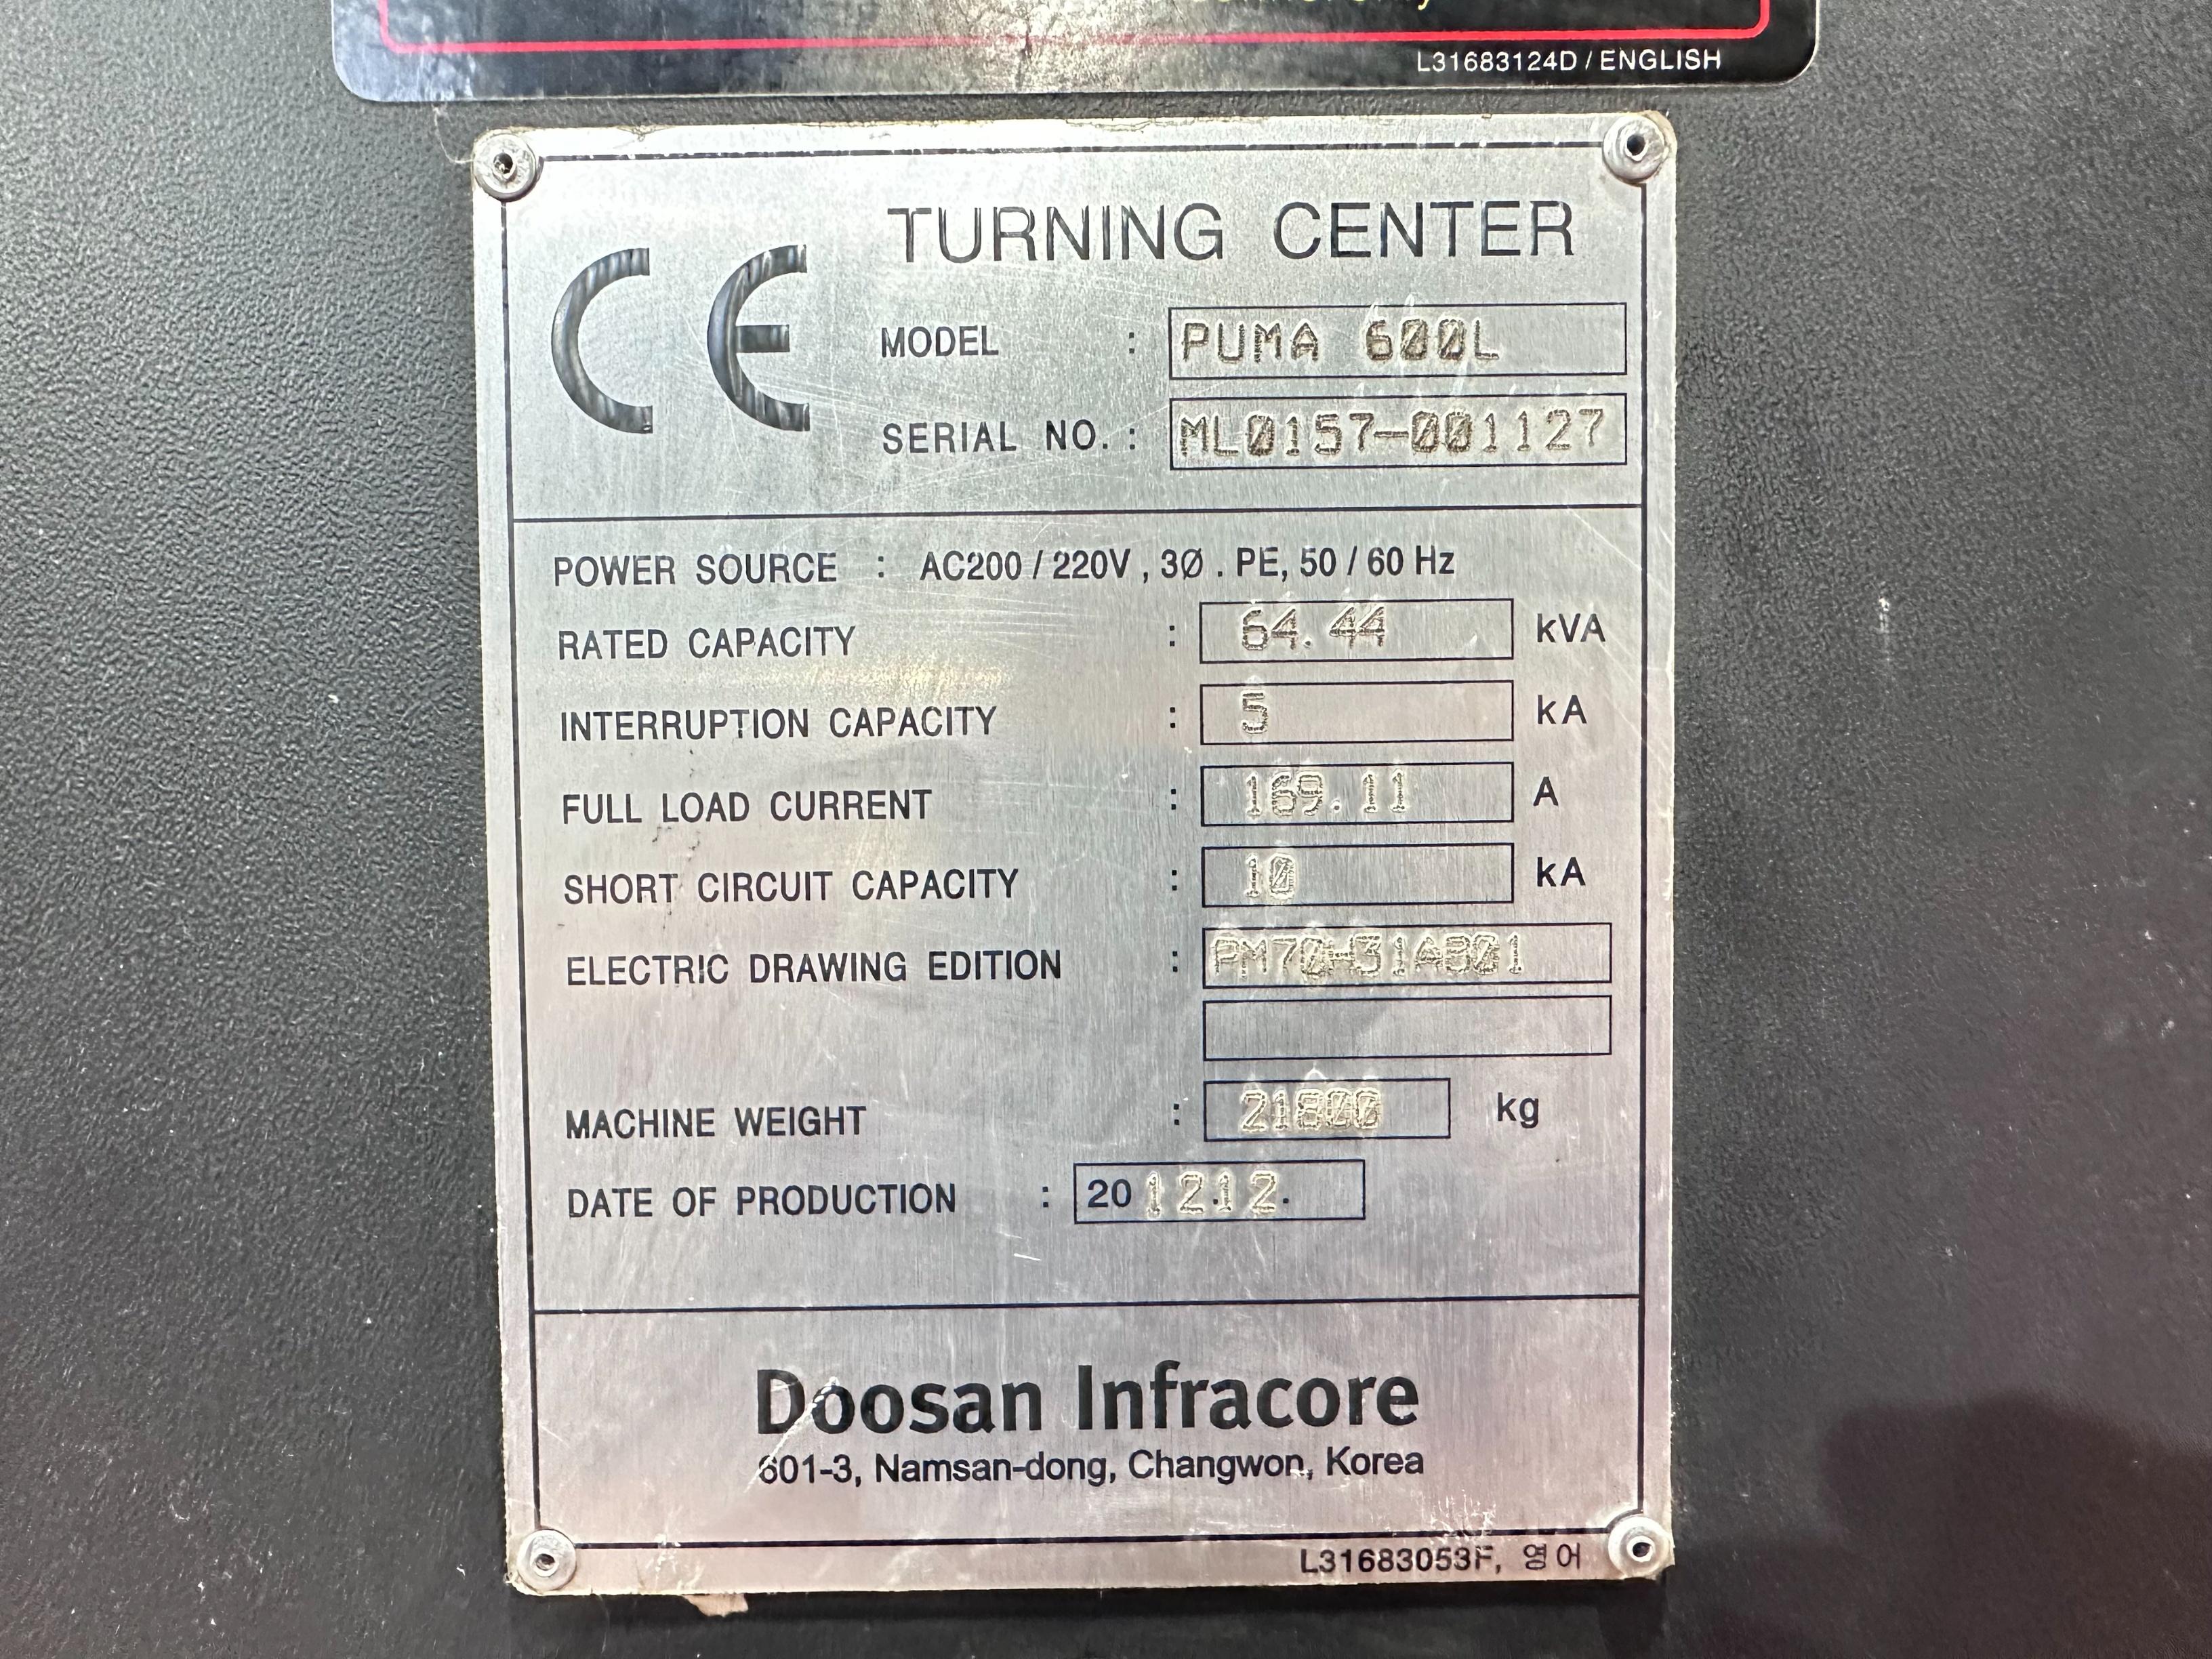 L31683124D / ENGLISH
CE
TURNING CENTER
MODEL : PUMA 600L
SERIAL NO. : ML0157-001127
POWER SOURCE : AC200 / 220V , 3Ø . PE, 50 / 60 Hz
RATED CAPACITY : 64.44 kVA
INTERRUPTION CAPACITY : 5 kA
FULL LOAD CURRENT : 169.11 A
SHORT CIRCUIT CAPACITY : 10 kA
ELECTRIC DRAWING EDITION : PM70H31AB01
MACHINE WEIGHT : 21800 kg
DATE OF PRODUCTION : 2012.12.
Doosan Infracore
601-3, Namsan-dong, Changwon, Korea
L31683053F, 영어